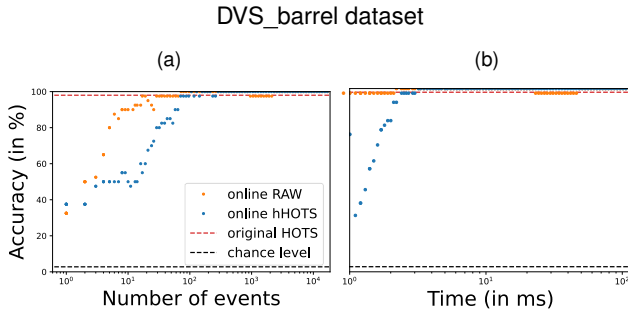 DVS_barrel dataset
(a)
(b)
Accuracy (in %)
100
80
60
40
20
0
online RAW
online hHOTS
original HOTS
chance level
10⁰
10¹
10²
10³
10⁴
10⁰
10¹
10²
Number of events
Time (in ms)